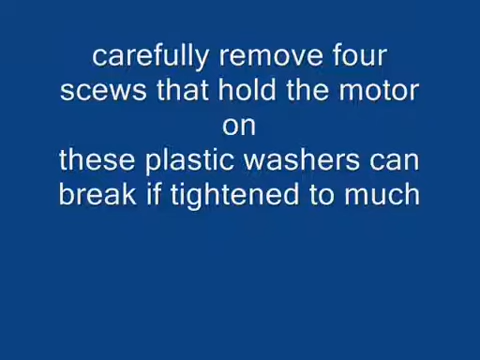 carefully remove four
scews that hold the motor
on
these plastic washers can
break if tightened to much